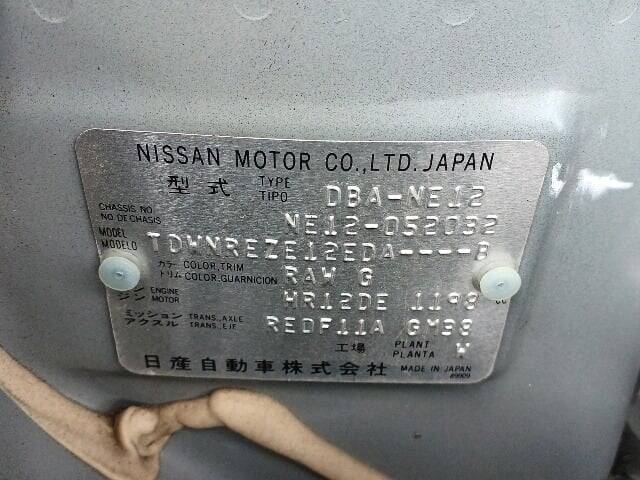 NISSAN MOTOR CO.,LTD. JAPAN
型式 TYPE TIPO DBA-NE12
CHASSIS NO NO DE CHASIS NE12-052032
MODEL MODELO TDWNREZE12EDA----B
カラー COLOR,TRIM トリム COLOR,GUARNICION RAW G
ジン ENGINE MOTOR HR12DE 1198 CC
ミッション TRANS.,AXLE アクスル TRANS.,EJE REDF11A GM38
工場 PLANT PLANTA W
日産自動車株式会社 MADE IN JAPAN